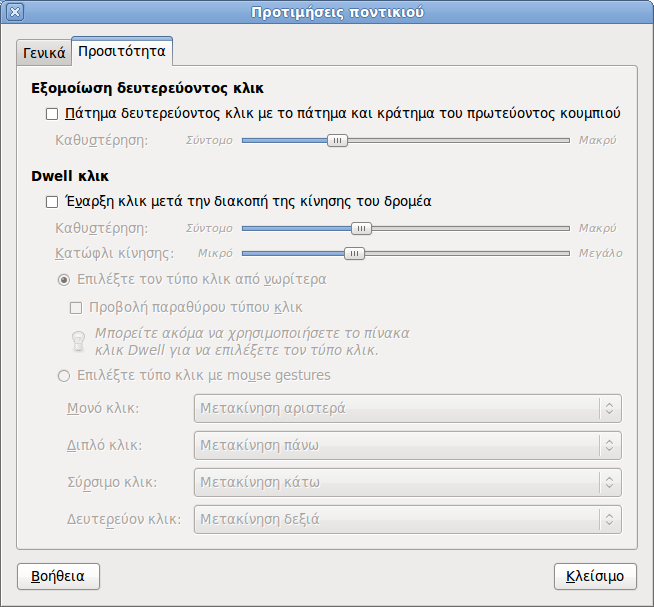 Προτιμήσεις ποντικιού
Γενικά Προσιτότητα
Εξομοίωση δευτερεύοντος κλικ
Πάτημα δευτερεύοντος κλικ με το πάτημα και κράτημα του πρωτεύοντος κουμπιού
Καθυστέρηση: Σύντομο Μακρύ
Dwell κλικ
Έναρξη κλικ μετά την διακοπή της κίνησης του δρομέα
Καθυστέρηση: Σύντομο Μακρύ
Κατώφλι κίνησης: Μικρό Μεγάλο
Επιλέξτε τον τύπο κλικ από νωρίτερα
Προβολή παραθύρου τύπου κλικ
Μπορείτε ακόμα να χρησιμοποιήσετε το πίνακα
κλικ Dwell για να επιλέξετε τον τύπο κλικ.
Επιλέξτε τύπο κλικ με mouse gestures
Μονό κλικ: Μετακίνηση αριστερά
Διπλό κλικ: Μετακίνηση πάνω
Σύρσιμο κλικ: Μετακίνηση κάτω
Δευτερεύον κλικ: Μετακίνηση δεξιά
Βοήθεια Κλείσιμο